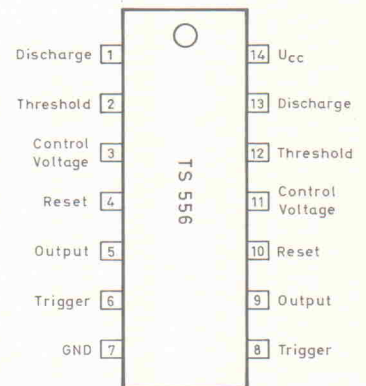 Discharge 1
Threshold 2
Control
Voltage 3
Reset 4
Output 5
Trigger 6
GND 7
TS 556
14 Ucc
13 Discharge
12 Threshold
11 Control
Voltage
10 Reset
9 Output
8 Trigger